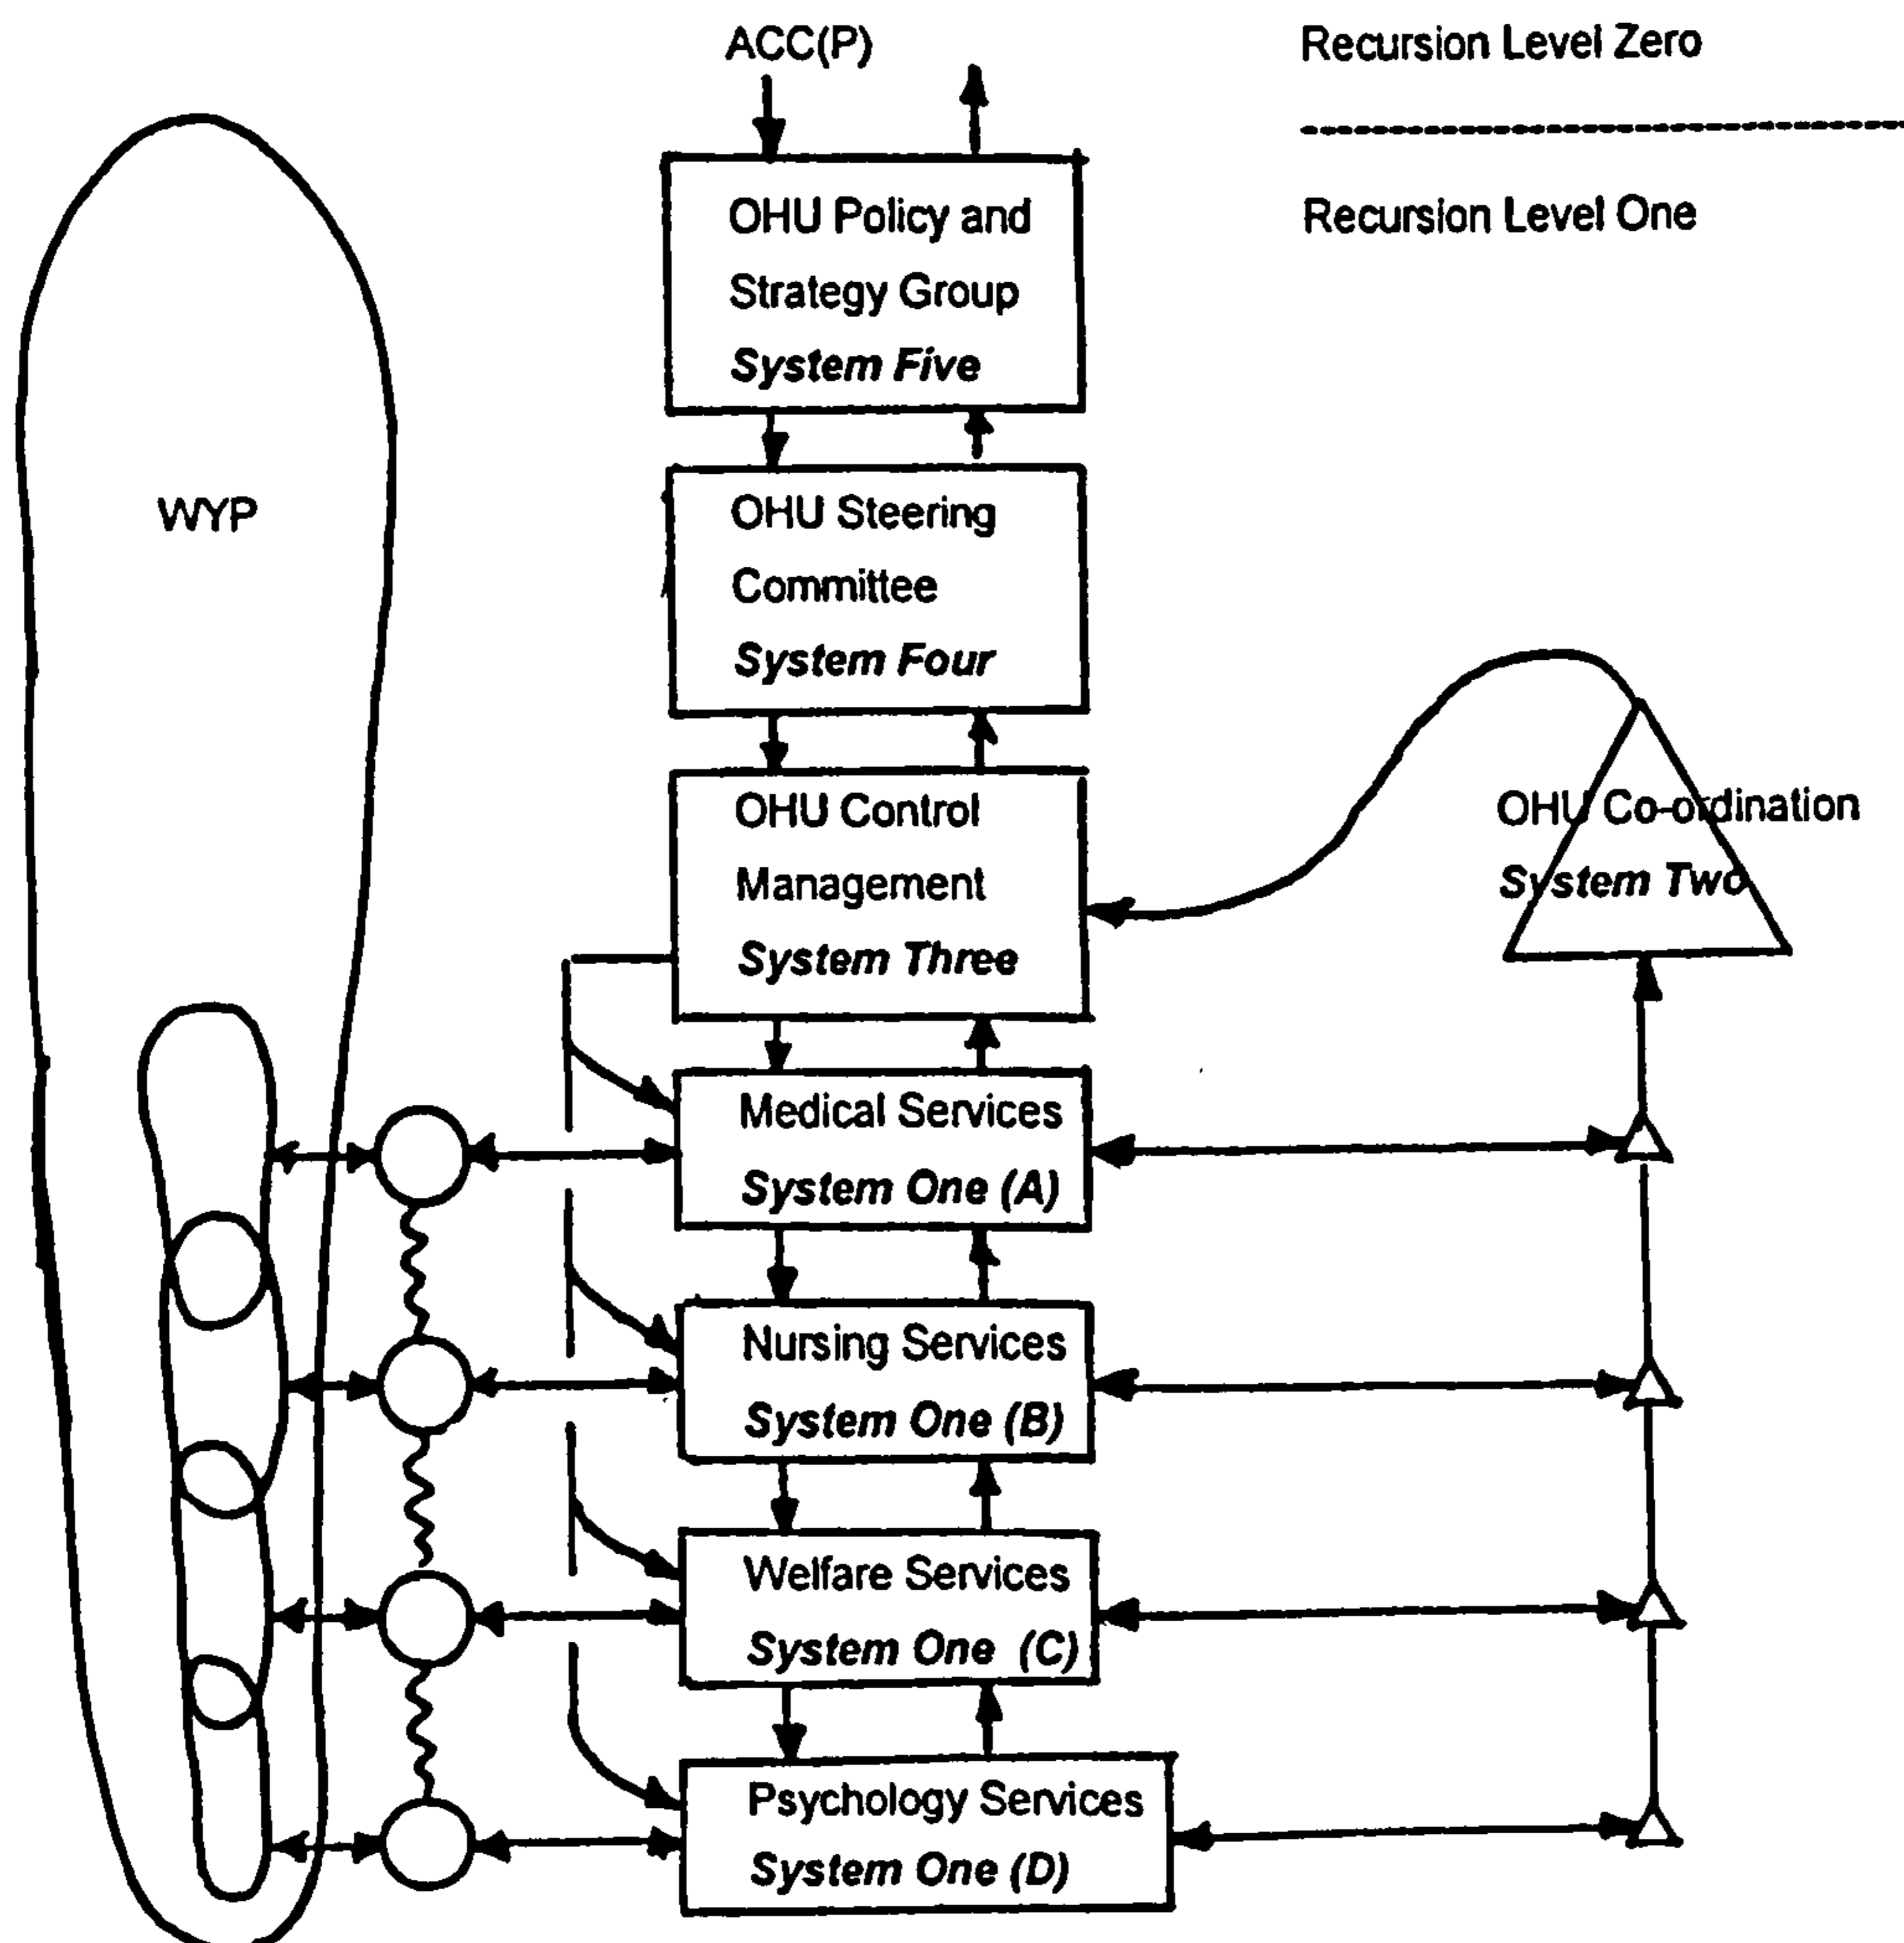 ACC(P)
Recursion Level Zero
Recursion Level One
OHU Policy and
Strategy Group
System Five
WYP
OHU Steering
Committee
System Four
OHU Control
Management
System Three
OHU Co-ordination
System Two
Medical Services
System One (A)
Nursing Services
System One (B)
Welfare Services
System One (C)
Psychology Services
System One (D)